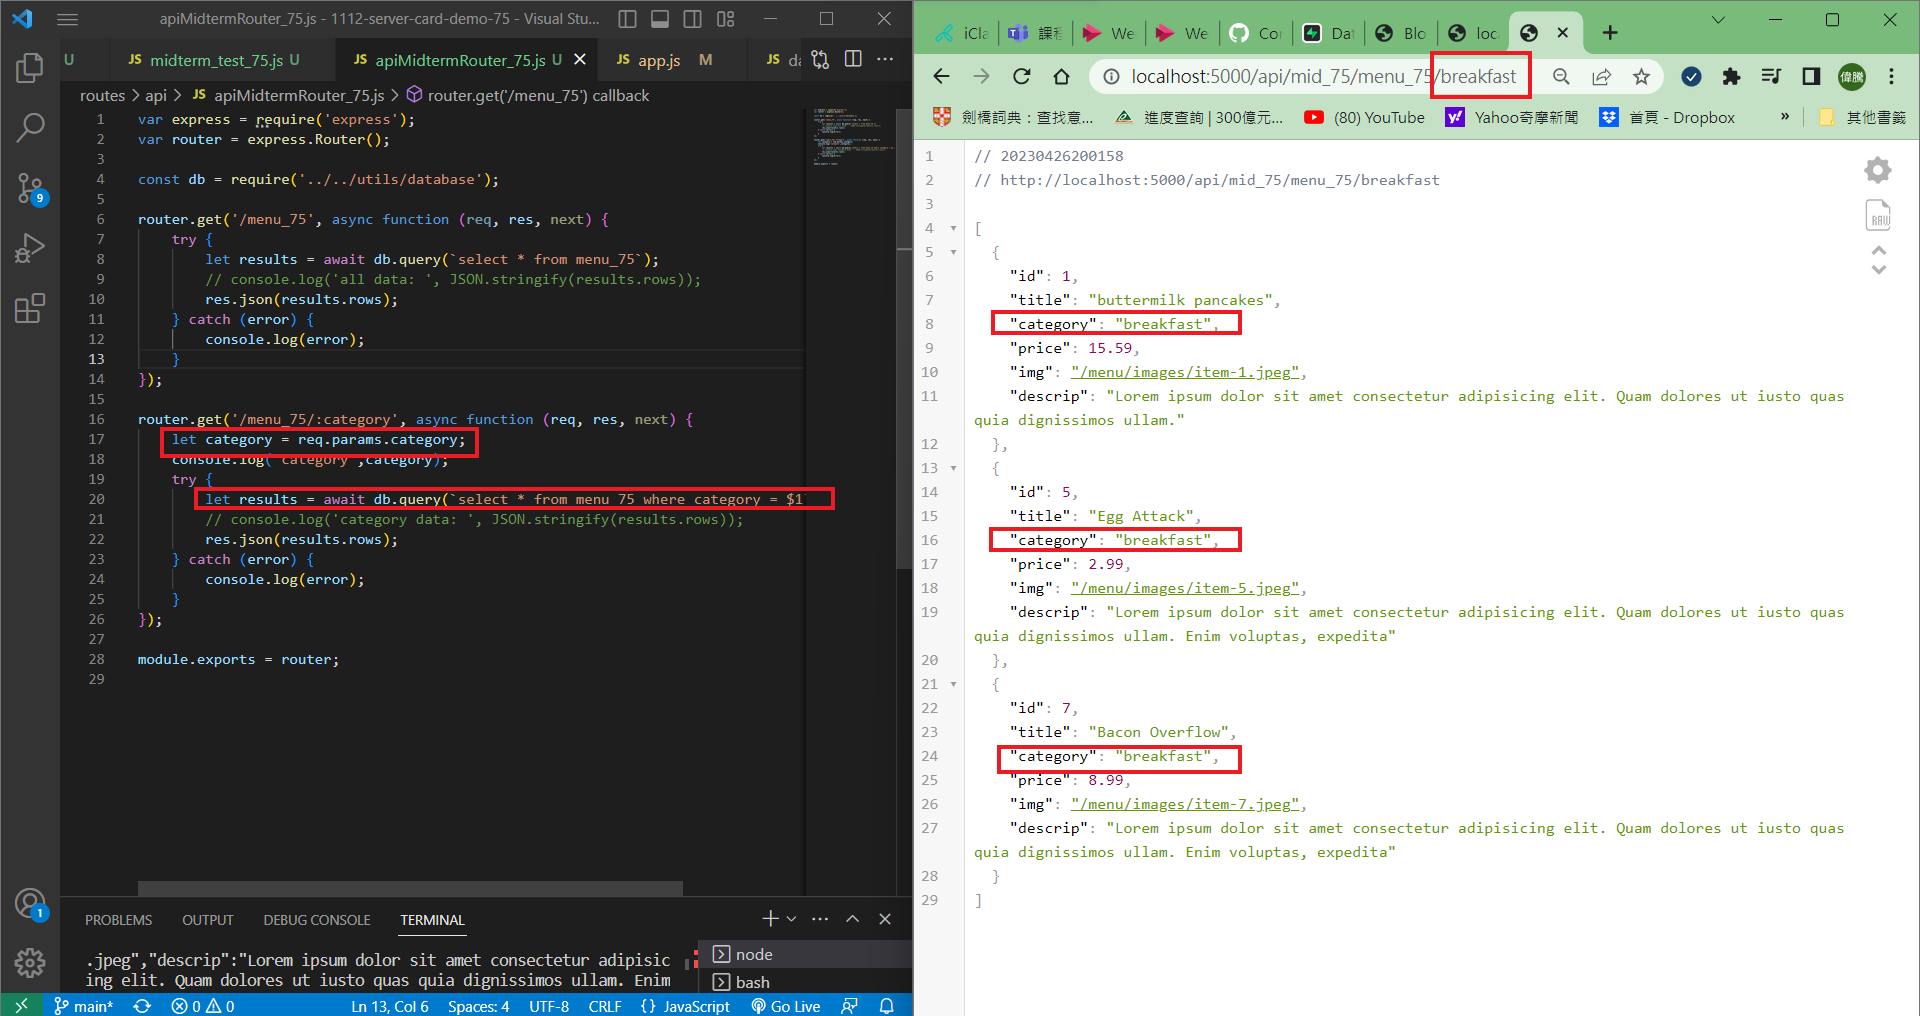 apiMidtermRouter_75.js - 1112-server-card-demo-75 - Visual Stu...
U
JS midterm_test_75.js U
JS apiMidtermRouter_75.js U
JS app.js M
JS da
routes > api > JS apiMidtermRouter_75.js > router.get('/menu_75') callback
1 var express = require('express');
2 var router = express.Router();
3
4 const db = require('../../utils/database');
5
6 router.get('/menu_75', async function (req, res, next) {
7 try {
8 let results = await db.query(`select * from menu_75`);
9 // console.log('all data: ', JSON.stringify(results.rows));
10 res.json(results.rows);
11 } catch (error) {
12 console.log(error);
13 }
14 });
15
16 router.get('/menu_75/:category', async function (req, res, next) {
17 let category = req.params.category;
18 console.log('category',category);
19 try {
20 let results = await db.query(`select * from menu_75 where category = $1
21 // console.log('category data: ', JSON.stringify(results.rows));
22 res.json(results.rows);
23 } catch (error) {
24 console.log(error);
25 }
26 });
27
28 module.exports = router;
29
9
1
PROBLEMS OUTPUT DEBUG CONSOLE TERMINAL
.jpeg","descrip":"Lorem ipsum dolor sit amet consectetur adipisic
ing elit. Quam dolores ut iusto quas quia dignissimos ullam. Enim
node
bash
main* 0 0 Ln 13, Col 6 Spaces: 4 UTF-8 CRLF {} JavaScript Go Live
iCla 課程 We We Cor Dat Blo loc
localhost:5000/api/mid_75/menu_75/breakfast
偉騰
劍橋詞典：查找意... 進度查詢 | 300億元... (80) YouTube Yahoo奇摩新聞 首頁 - Dropbox » 其他書籤
1 // 20230426200158
2 // http://localhost:5000/api/mid_75/menu_75/breakfast
3
4 [
5 {
6 "id": 1,
7 "title": "buttermilk pancakes",
8 "category": "breakfast",
9 "price": 15.59,
10 "img": "/menu/images/item-1.jpeg",
11 "descrip": "Lorem ipsum dolor sit amet consectetur adipisicing elit. Quam dolores ut iusto quas
quia dignissimos ullam."
12 },
13 {
14 "id": 5,
15 "title": "Egg Attack",
16 "category": "breakfast",
17 "price": 2.99,
18 "img": "/menu/images/item-5.jpeg",
19 "descrip": "Lorem ipsum dolor sit amet consectetur adipisicing elit. Quam dolores ut iusto quas
quia dignissimos ullam. Enim voluptas, expedita"
20 },
21 {
22 "id": 7,
23 "title": "Bacon Overflow",
24 "category": "breakfast",
25 "price": 8.99,
26 "img": "/menu/images/item-7.jpeg",
27 "descrip": "Lorem ipsum dolor sit amet consectetur adipisicing elit. Quam dolores ut iusto quas
quia dignissimos ullam. Enim voluptas, expedita"
28 }
29 ]
RAW